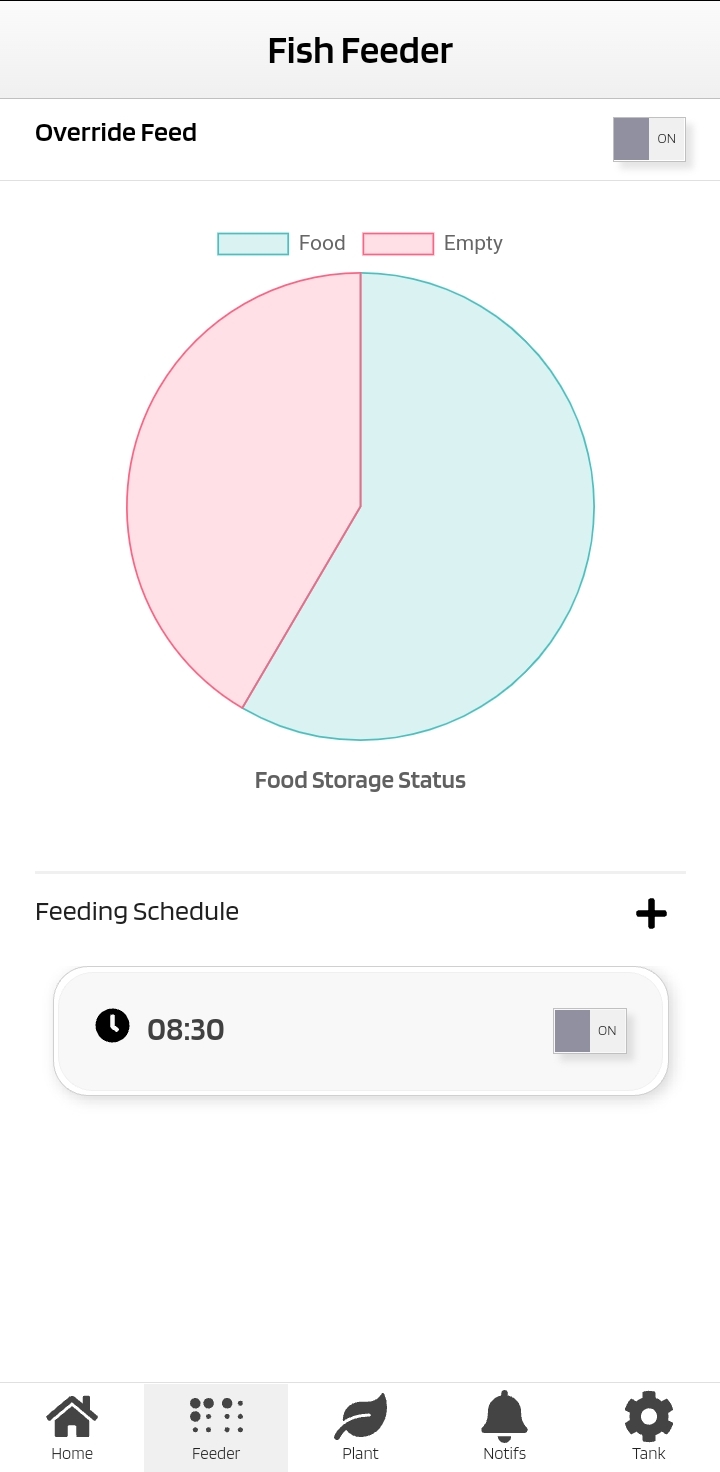 Fish Feeder
Override Feed
ON
Food Empty
Food Storage Status
Feeding Schedule
08:30
ON
Home Feeder Plant Notifs Tank